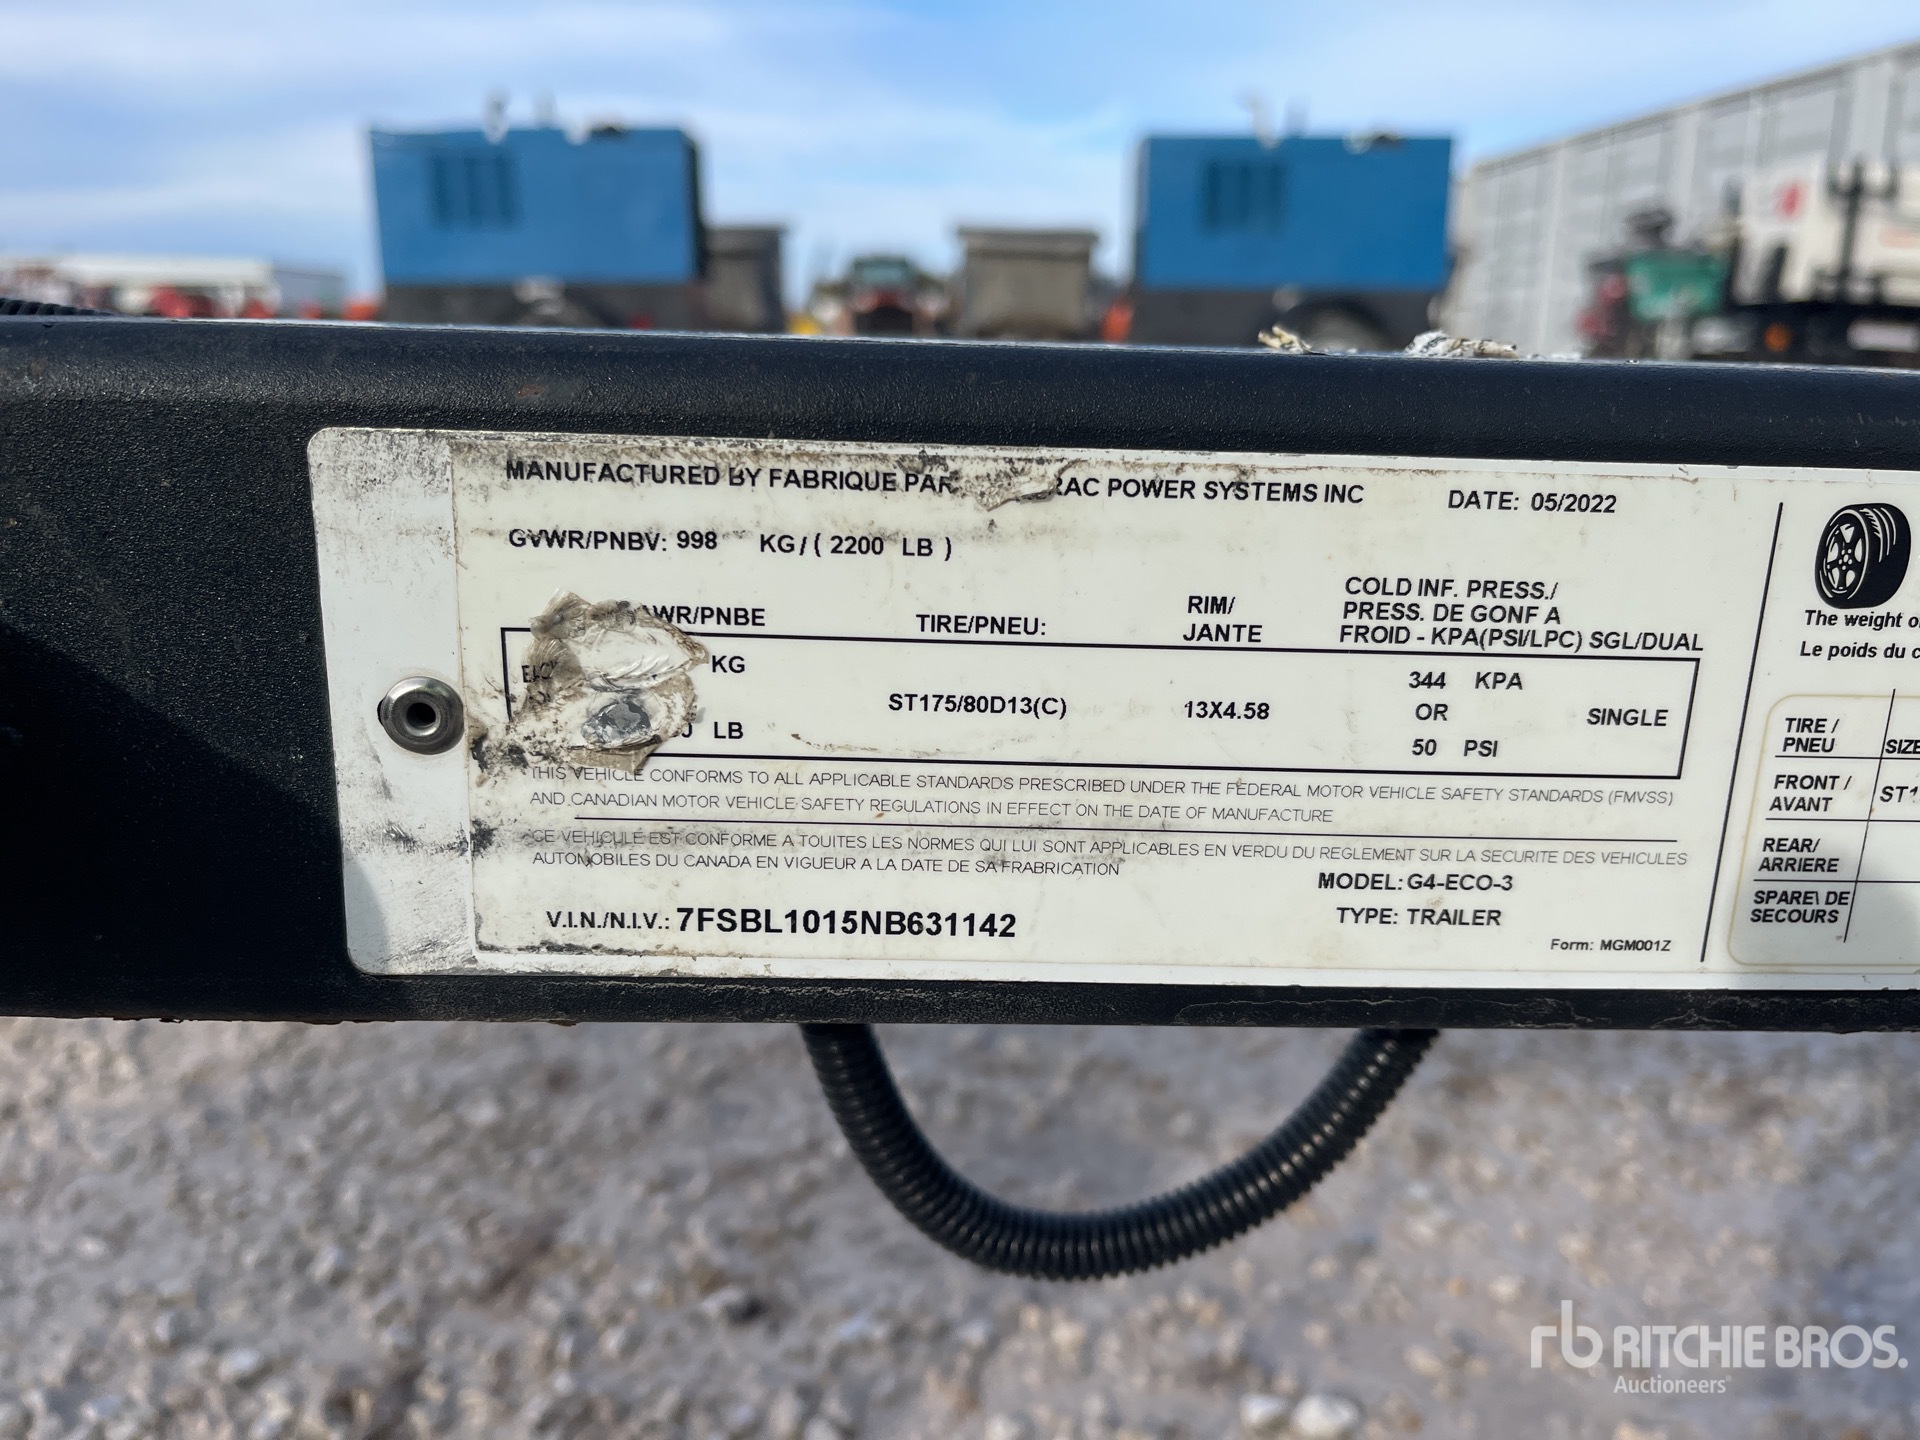 MANUFACTURED BY FABRIQUE PAR RAC POWER SYSTEMS INC DATE: 05/2022
GVWR/PNBV: 998 KG / ( 2200 LB )
WR/PNBE TIRE/PNEU: RIM/ JANTE COLD INF. PRESS./
PRESS. DE GONF A
FROID - KPA(PSI/LPC) SGL/DUAL
KG ST175/80D13(C) 13X4.58 344 KPA SINGLE
OR
LB 50 PSI
THIS VEHICLE CONFORMS TO ALL APPLICABLE STANDARDS PRESCRIBED UNDER THE FEDERAL MOTOR VEHICLE SAFETY STANDARDS (FMVSS)
AND CANADIAN MOTOR VEHICLE SAFETY REGULATIONS IN EFFECT ON THE DATE OF MANUFACTURE
CE VEHICULE EST CONFORME A TOUITES LES NORMES QUI LUI SONT APPLICABLES EN VERDU DU REGLEMENT SUR LA SECURITE DES VEHICULES
AUTOMOBILES DU CANADA EN VIGUEUR A LA DATE DE SA FRABRICATION
MODEL: G4-ECO-3
V.I.N./N.I.V.: 7FSBL1015NB631142 TYPE: TRAILER
Form: MGM001Z
The weight o
Le poids du c
TIRE /
PNEU SIZE
FRONT /
AVANT ST1
REAR/
ARRIERE
SPARE\ DE
SECOURS
rb RITCHIE BROS.
Auctioneers